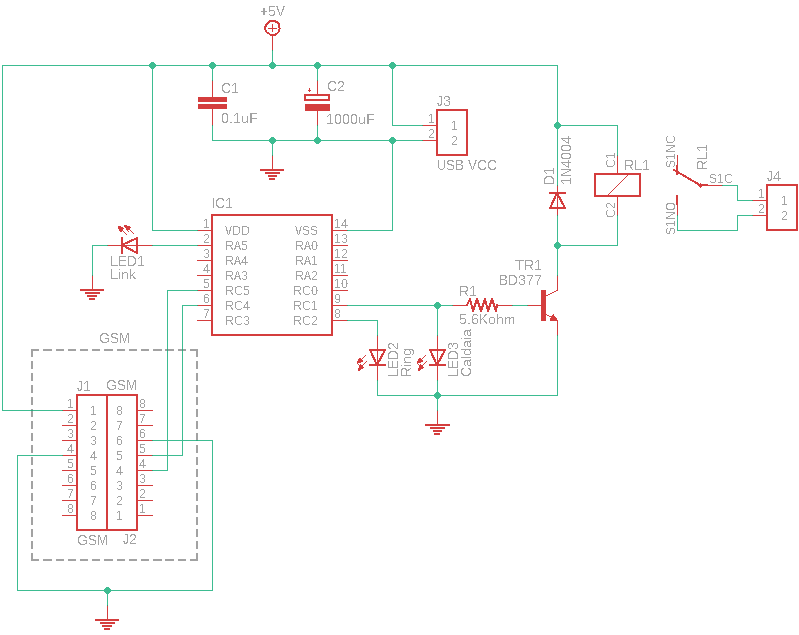 +5V
C1
0.1uF
C2
1000uF
J3
1 1
2 2
USB VCC
D1
1N4004
C1
C2
RL1
S1NC
RL1
S1C
S1NO
J4
1 1
2 2
IC1
1 VDD VSS 14
2 RA5 RA0 13
3 RA4 RA1 12
4 RA3 RA2 11
5 RC5 RC0 10
6 RC4 RC1 9
7 RC3 RC2 8
LED1
Link
TR1
BD377
R1
5.6Kohm
LED2
Ring
LED3
Caldaia
GSM
J1 GSM
1 1 8 8
2 2 7 7
3 3 6 6
4 4 5 5
5 5 4 4
6 6 3 3
7 7 2 2
8 8 1 1
GSM J2